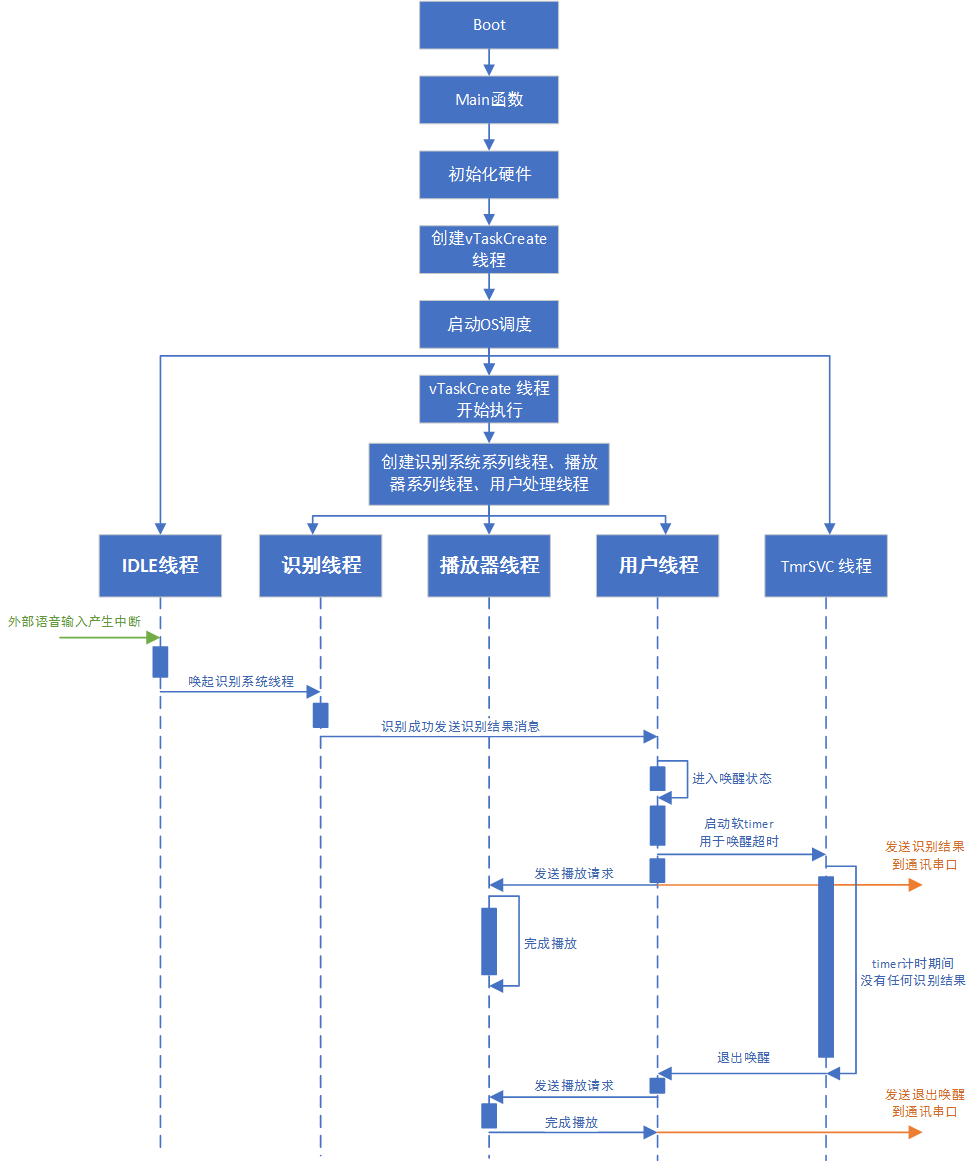 Boot
Main函数
初始化硬件
创建vTaskCreate
线程
启动OS调度
vTaskCreate 线程
开始执行
创建识别系统系列线程、播放
器系列线程、用户处理线程
IDLE线程
识别线程
播放器线程
用户线程
TmrSVC 线程
外部语音输入产生中断
唤起识别系统线程
识别成功发送识别结果消息
进入唤醒状态
启动软timer
用于唤醒超时
发送识别结果
到通讯串口
发送播放请求
完成播放
timer计时期间
没有任何识别结果
退出唤醒
发送播放请求
发送退出唤醒
到通讯串口
完成播放